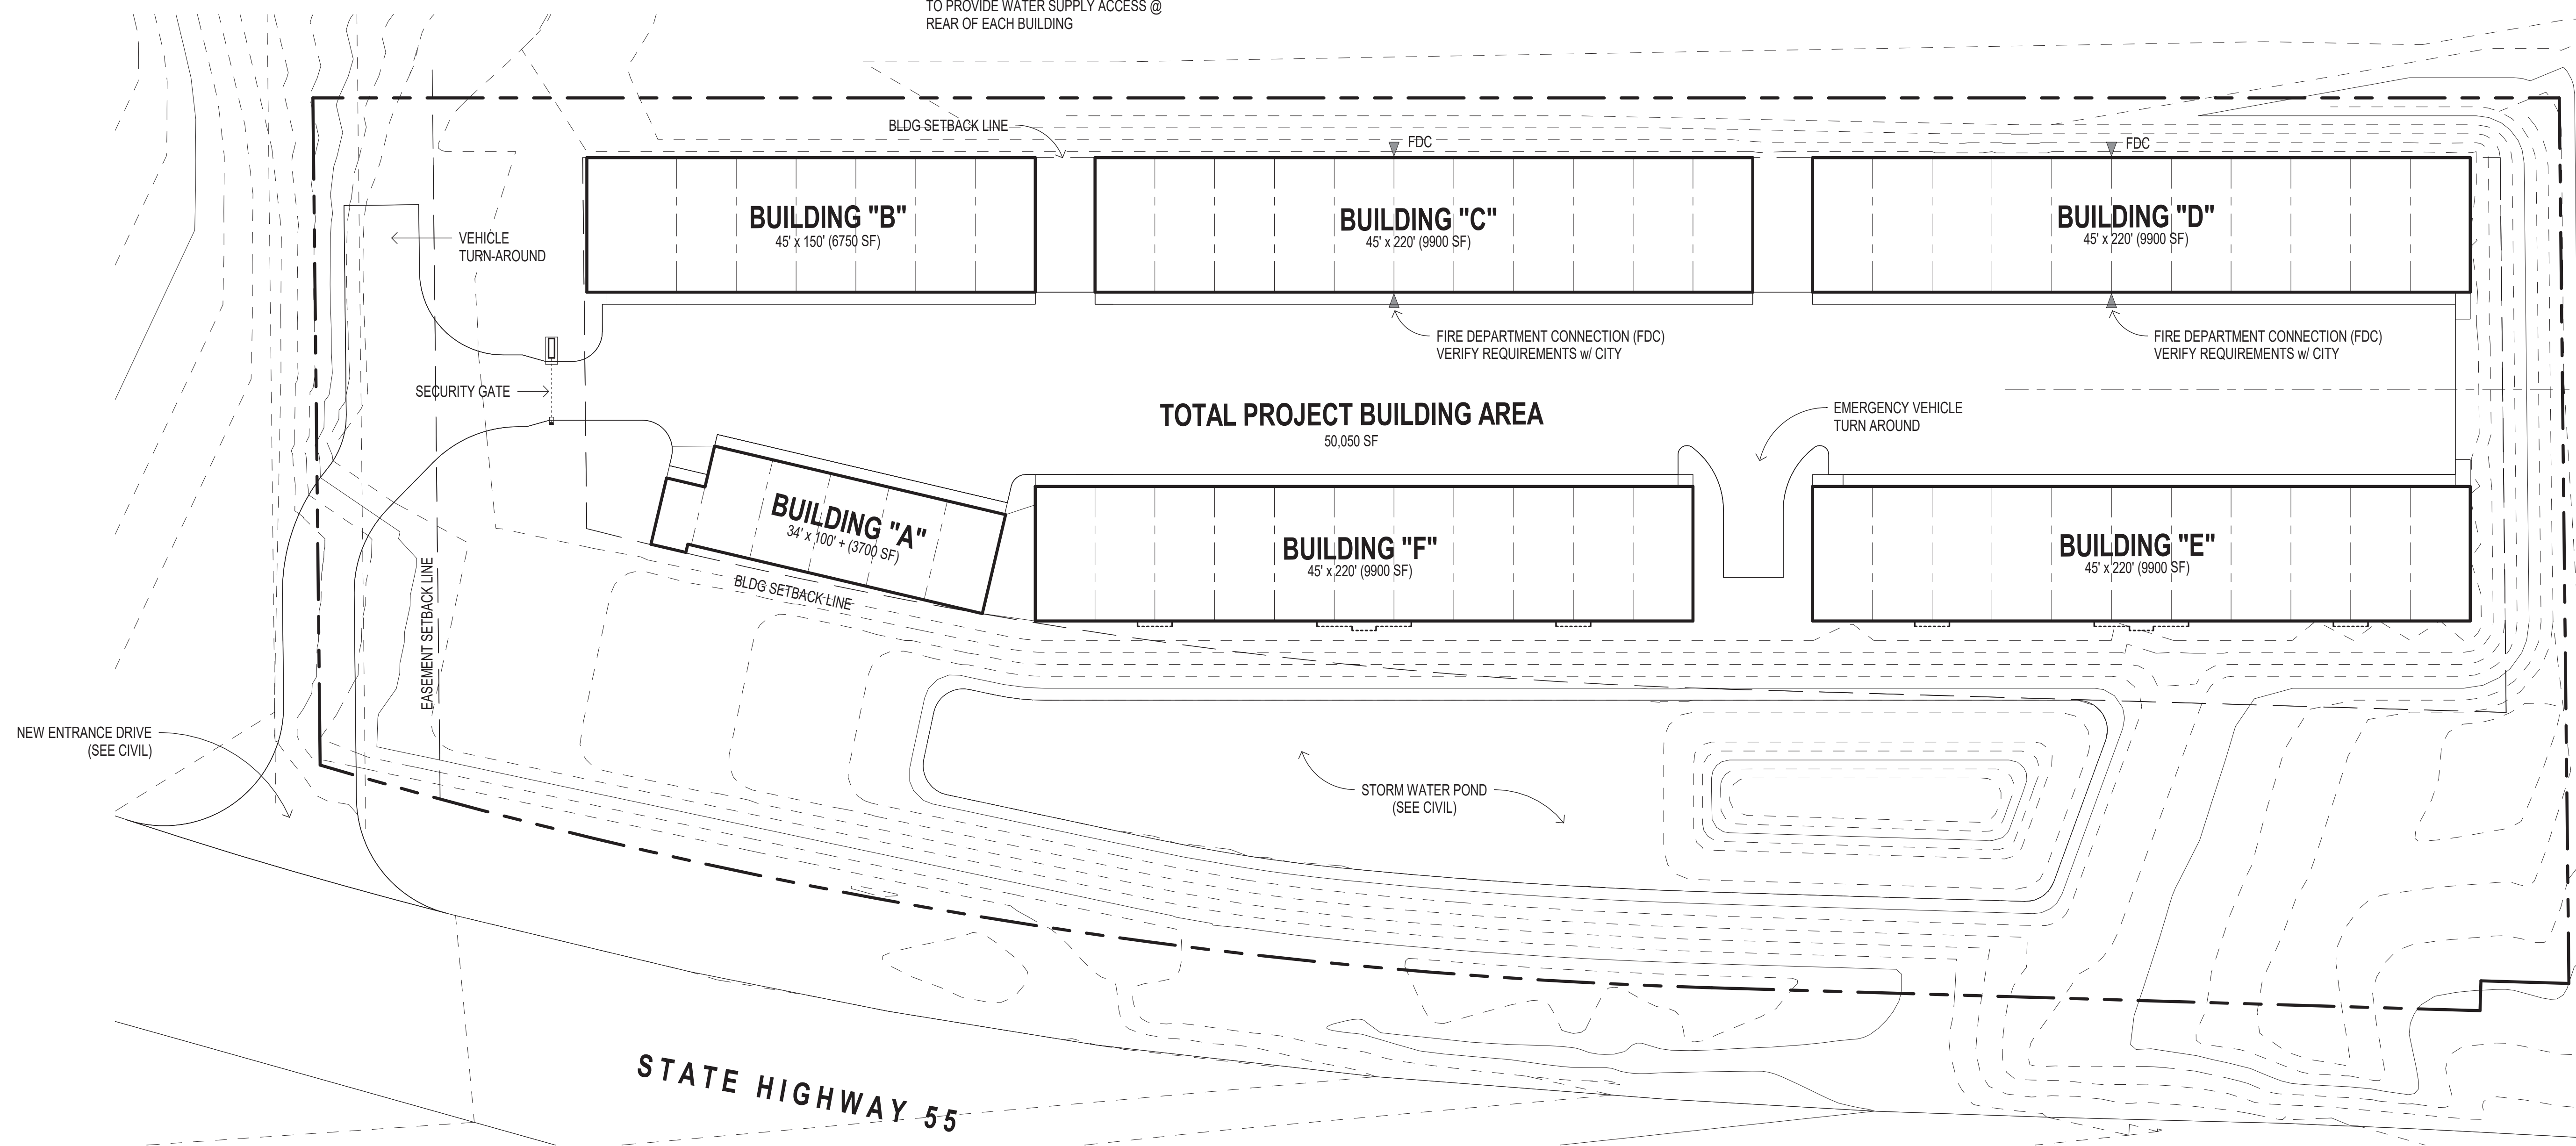 TO PROVIDE WATER SUPPLY ACCESS @
REAR OF EACH BUILDING
BLDG SETBACK LINE
FDC
FDC
BUILDING "B"
45' x 150' (6750 SF)
BUILDING "C"
45' x 220' (9900 SF)
BUILDING "D"
45' x 220' (9900 SF)
VEHICLE
TURN-AROUND
FIRE DEPARTMENT CONNECTION (FDC)
VERIFY REQUIREMENTS w/ CITY
FIRE DEPARTMENT CONNECTION (FDC)
VERIFY REQUIREMENTS w/ CITY
SECURITY GATE
TOTAL PROJECT BUILDING AREA
50,050 SF
EMERGENCY VEHICLE
TURN AROUND
BUILDING "A"
34' x 100' + (3700 SF)
BUILDING "F"
45' x 220' (9900 SF)
BUILDING "E"
45' x 220' (9900 SF)
BLDG SETBACK LINE
EASEMENT SETBACK LINE
NEW ENTRANCE DRIVE
(SEE CIVIL)
STORM WATER POND
(SEE CIVIL)
STATE HIGHWAY 55